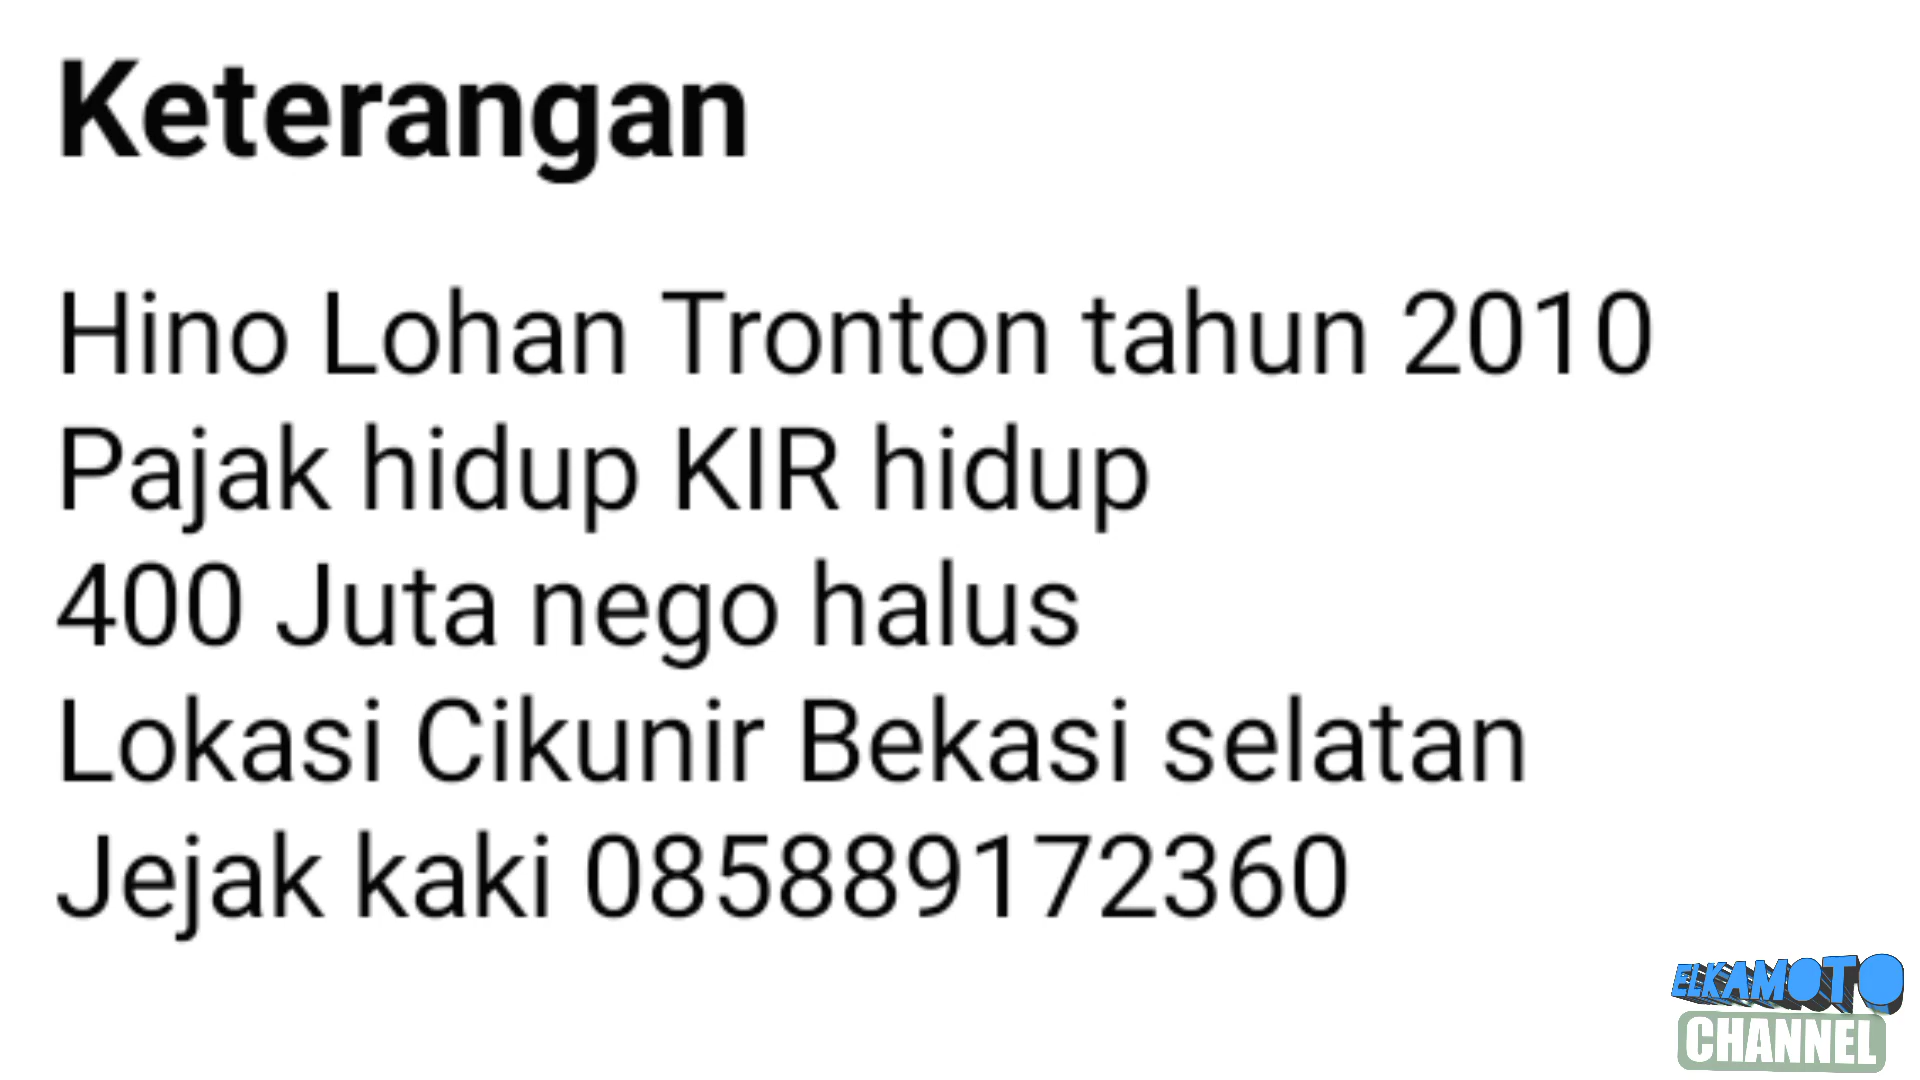 Keterangan
Hino Lohan Tronton tahun 2010
Pajak hidup KIR hidup
400 Juta nego halus
Lokasi Cikunir Bekasi selatan
Jejak kaki 085889172360
ELKAMOTO
CHANNEL